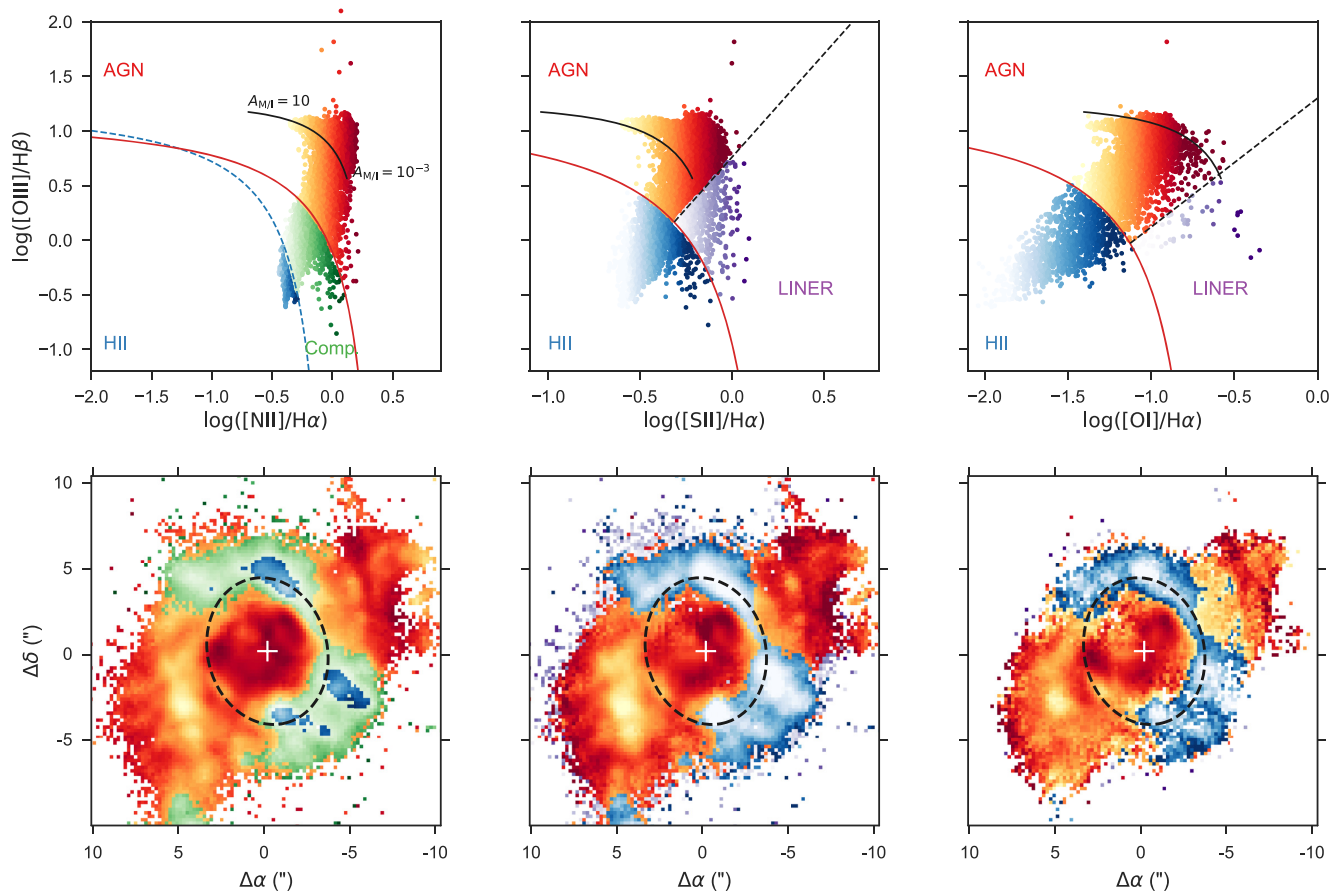 2.0
1.5
1.0
0.5
0.0
−0.5
−1.0
log([OIII]/Hβ)
AGN
A_M/I = 10
A_M/I = 10⁻³
HII
Comp.
−2.0 −1.5 −1.0 −0.5 0.0 0.5
log([NII]/Hα)
AGN
LINER
HII
−1.0 −0.5 0.0 0.5
log([SII]/Hα)
AGN
LINER
HII
−2.0 −1.5 −1.0 −0.5 0.0
log([OI]/Hα)
10
5
0
-5
Δδ (")
10 5 0 -5 -10
Δα (")
10 5 0 -5 -10
Δα (")
10 5 0 -5 -10
Δα (")